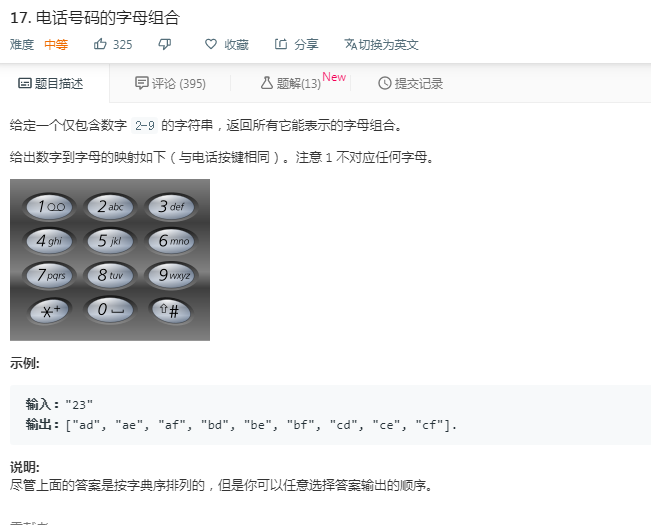 17. 电话号码的字母组合
难度 中等 325 收藏 分享 切换为英文
题目描述 评论 (395) 题解(13) New 提交记录
给定一个仅包含数字 2-9 的字符串，返回所有它能表示的字母组合。
给出数字到字母的映射如下（与电话按键相同）。注意 1 不对应任何字母。
1 2 abc 3 def
4 ghi 5 jkl 6 mno
7 pqrs 8 tuv 9 wxyz
* + 0 #
示例:
输入："23"
输出：["ad", "ae", "af", "bd", "be", "bf", "cd", "ce", "cf"].
说明:
尽管上面的答案是按字典序排列的，但是你可以任意选择答案输出的顺序。